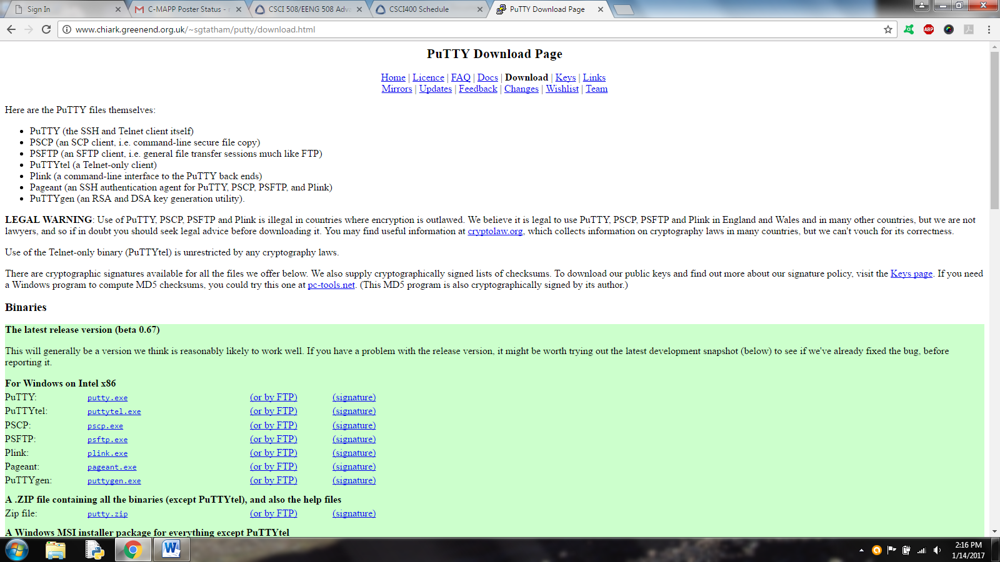 Sign In
C-MAPP Poster Status -
CSCI 508/EENG 508 Adva
CSCI400 Schedule
PuTTY Download Page
www.chiark.greenend.org.uk/~sgtatham/putty/download.html
ABP
PuTTY Download Page
Home | Licence | FAQ | Docs | Download | Keys | Links
Mirrors | Updates | Feedback | Changes | Wishlist | Team
Here are the PuTTY files themselves:
• PuTTY (the SSH and Telnet client itself)
• PSCP (an SCP client, i.e. command-line secure file copy)
• PSFTP (an SFTP client, i.e. general file transfer sessions much like FTP)
• PuTTYtel (a Telnet-only client)
• Plink (a command-line interface to the PuTTY back ends)
• Pageant (an SSH authentication agent for PuTTY, PSCP, PSFTP, and Plink)
• PuTTYgen (an RSA and DSA key generation utility).
LEGAL WARNING: Use of PuTTY, PSCP, PSFTP and Plink is illegal in countries where encryption is outlawed. We believe it is legal to use PuTTY, PSCP, PSFTP and Plink in England and Wales and in many other countries, but we are not
lawyers, and so if in doubt you should seek legal advice before downloading it. You may find useful information at cryptolaw.org, which collects information on cryptography laws in many countries, but we can't vouch for its correctness.
Use of the Telnet-only binary (PuTTYtel) is unrestricted by any cryptography laws.
There are cryptographic signatures available for all the files we offer below. We also supply cryptographically signed lists of checksums. To download our public keys and find out more about our signature policy, visit the Keys page. If you need
a Windows program to compute MD5 checksums, you could try this one at pc-tools.net. (This MD5 program is also cryptographically signed by its author.)
Binaries
The latest release version (beta 0.67)
This will generally be a version we think is reasonably likely to work well. If you have a problem with the release version, it might be worth trying out the latest development snapshot (below) to see if we've already fixed the bug, before
reporting it.
For Windows on Intel x86
PuTTY: putty.exe (or by FTP) (signature)
PuTTYtel: puttytel.exe (or by FTP) (signature)
PSCP: pscp.exe (or by FTP) (signature)
PSFTP: psftp.exe (or by FTP) (signature)
Plink: plink.exe (or by FTP) (signature)
Pageant: pageant.exe (or by FTP) (signature)
PuTTYgen: puttygen.exe (or by FTP) (signature)
A .ZIP file containing all the binaries (except PuTTYtel), and also the help files
Zip file: putty.zip (or by FTP) (signature)
A Windows MSI installer package for everything except PuTTYtel
2:16 PM
1/14/2017